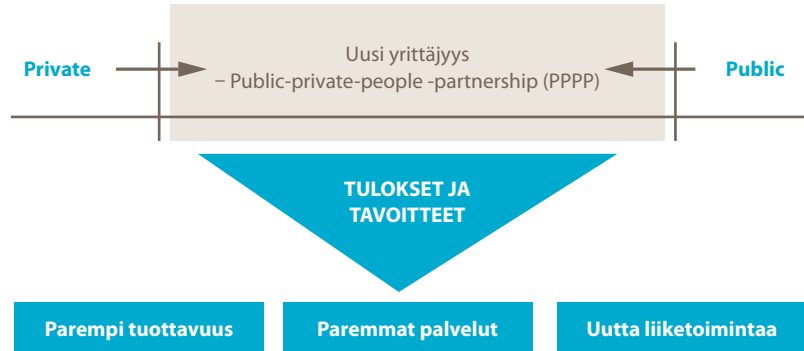 Private
Uusi yrittäjyys
– Public-private-people -partnership (PPPP)
Public
TULOKSET JA
TAVOITTEET
Parempi tuottavuus
Paremmat palvelut
Uutta liiketoimintaa